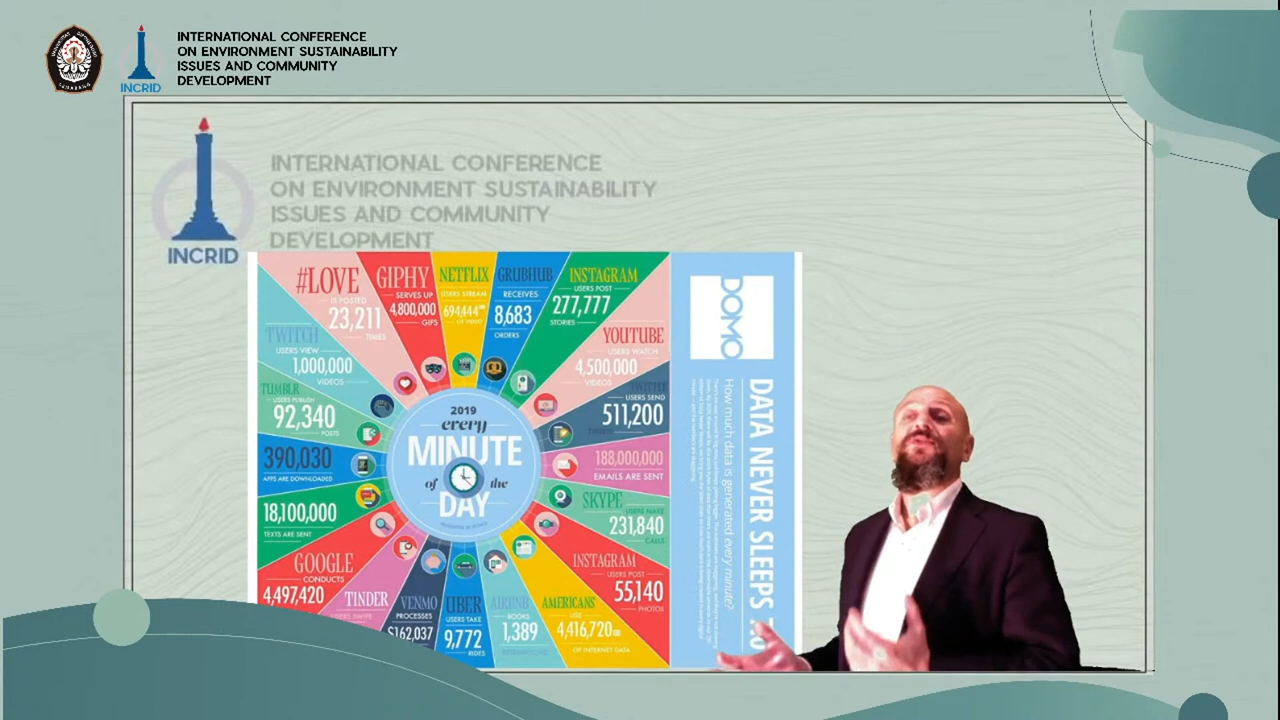 INTERNATIONAL CONFERENCE
ON ENVIRONMENT SUSTAINABILITY
ISSUES AND COMMUNITY
DEVELOPMENT
INCRID
SEMARANG
INTERNATIONAL CONFERENCE
ON ENVIRONMENT SUSTAINABILITY
ISSUES AND COMMUNITY
DEVELOPMENT
INCRID
#LOVE
IS POSTED
23,211
TIMES
GIPHY
SERVES UP
4,800,000
GIFS
NETFLIX
USERS STREAM
694,444
OF VIDEO
GRUBHUB
RECEIVES
8,683
ORDERS
INSTAGRAM
USERS POST
277,777
STORIES
YOUTUBE
USERS WATCH
4,500,000
VIDEOS
TWITTER
USERS SEND
511,200
TWEETS
188,000,000
EMAILS ARE SENT
SKYPE
USERS MAKE
231,840
CALLS
INSTAGRAM
USERS POST
55,140
PHOTOS
AMERICANS
USE
4,416,720
OF INTERNET DATA
AIRBNB
BOOKS
1,389
UBER
USERS TAKE
9,772
RIDES
VENMO
PROCESSES
$162,037
TINDER
USERS SWIPE
GOOGLE
CONDUCTS
4,497,420
18,100,000
TEXTS ARE SENT
390,030
APPS ARE DOWNLOADED
TUMBLR
USERS PUBLISH
92,340
POSTS
TWITCH
USERS VIEW
1,000,000
VIDEOS
2019
every
MINUTE
of the
DAY
DOMO
DATA NEVER SLEEPS
How much data is generated every minute?